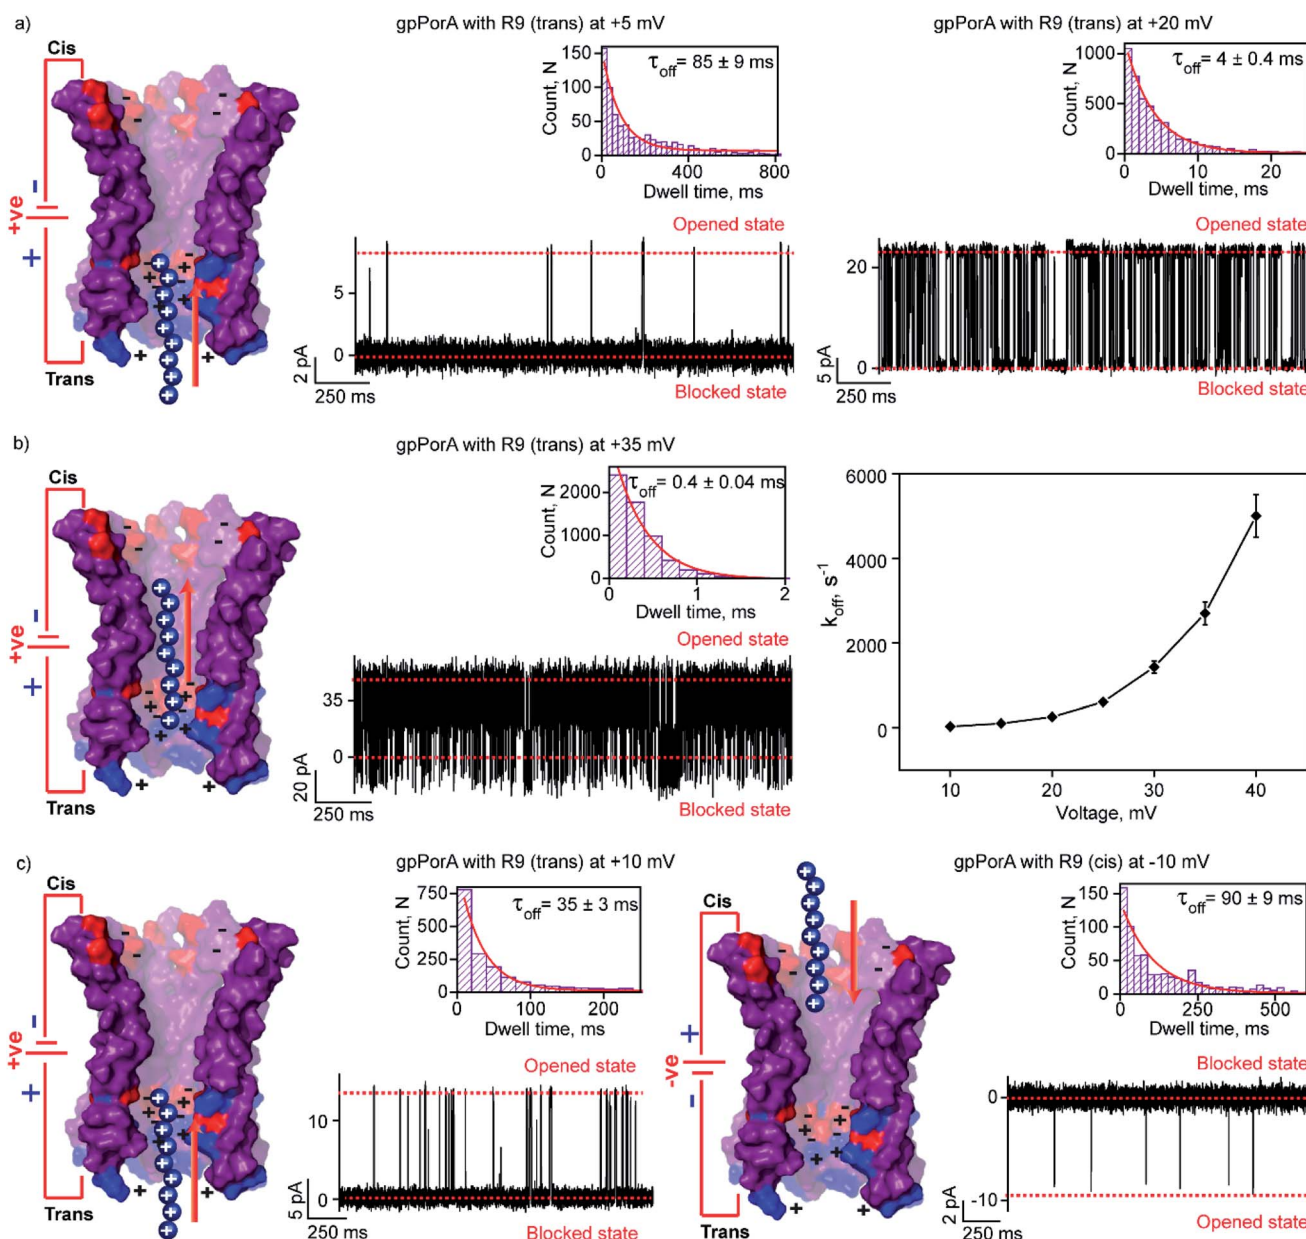 a)
Cis
+ve
-
+
Trans
gpPorA with R9 (trans) at +5 mV
Count, N
150
100
50
0
τoff= 85 ± 9 ms
0
400
800
Dwell time, ms
Opened state
5
0
2 pA
250 ms
Blocked state
gpPorA with R9 (trans) at +20 mV
Count, N
1000
500
0
τoff= 4 ± 0.4 ms
0
10
20
Dwell time, ms
Opened state
20
0
5 pA
250 ms
Blocked state
b)
Cis
+ve
-
+
Trans
gpPorA with R9 (trans) at +35 mV
Count, N
2000
1000
0
τoff= 0.4 ± 0.04 ms
0
1
2
Dwell time, ms
Opened state
35
0
20 pA
250 ms
Blocked state
koff, s-1
6000
4000
2000
0
10
20
30
40
Voltage, mV
c)
Cis
+ve
-
+
Trans
gpPorA with R9 (trans) at +10 mV
Count, N
750
500
250
0
τoff= 35 ± 3 ms
0
100
200
Dwell time, ms
Opened state
10
0
5 pA
250 ms
Blocked state
Cis
-ve
+
-
Trans
gpPorA with R9 (cis) at -10 mV
Count, N
150
100
50
0
τoff= 90 ± 9 ms
0
250
500
Dwell time, ms
Blocked state
0
-10
2 pA
250 ms
Opened state